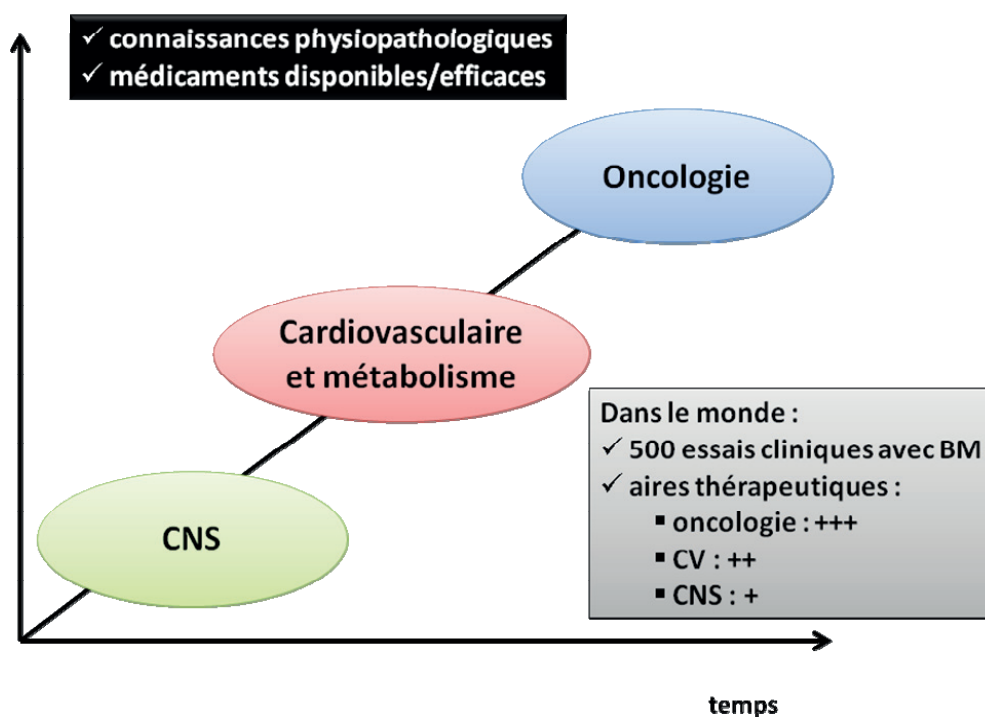 ✓ connaissances physiopathologiques
✓ médicaments disponibles/efficaces
Oncologie
Cardiovasculaire
et métabolisme
CNS
Dans le monde :
✓ 500 essais cliniques avec BM
✓ aires thérapeutiques :
▪ oncologie : +++
▪ CV : ++
▪ CNS : +
temps